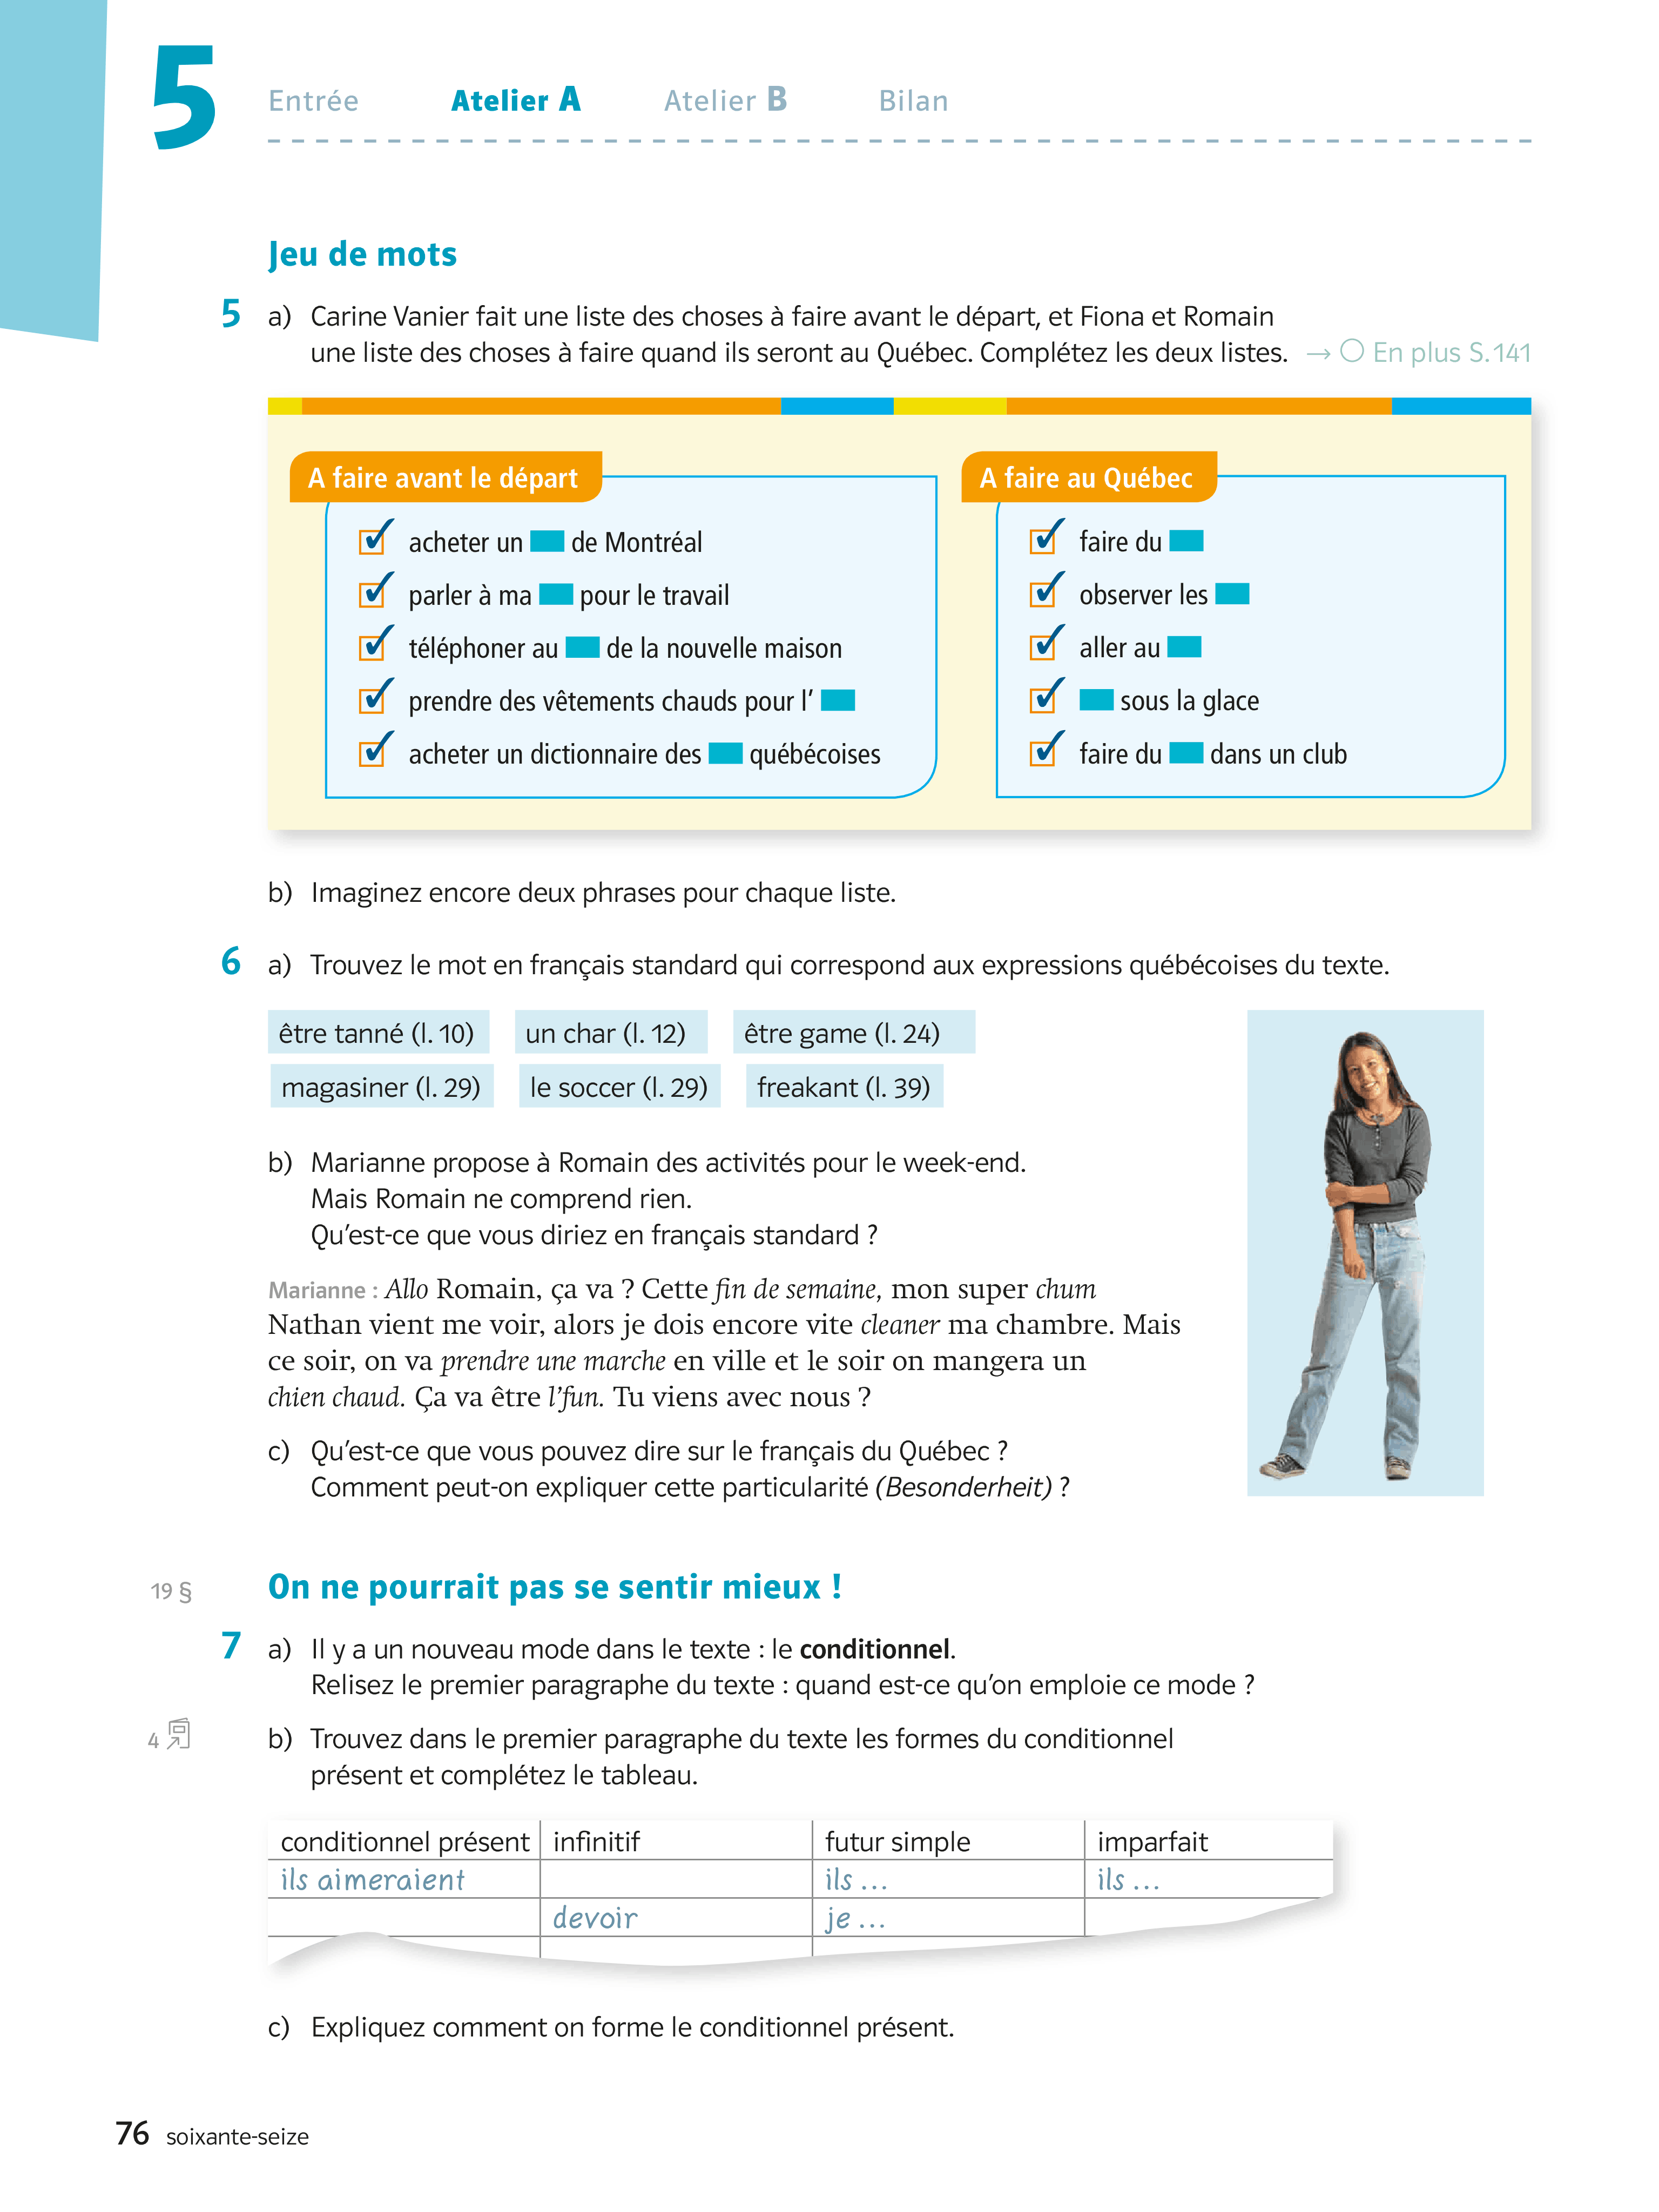 5
Entrée Atelier A Atelier B Bilan
Jeu de mots
5 a) Carine Vanier fait une liste des choses à faire avant le départ, et Fiona et Romain
une liste des choses à faire quand ils seront au Québec. Complétez les deux listes. → ○ En plus S. 141
A faire avant le départ
✓ acheter un de Montréal
✓ parler à ma pour le travail
✓ téléphoner au de la nouvelle maison
✓ prendre des vêtements chauds pour l’
✓ acheter un dictionnaire des québécoises
A faire au Québec
✓ faire du
✓ observer les
✓ aller au
✓ sous la glace
✓ faire du dans un club
b) Imaginez encore deux phrases pour chaque liste.
6 a) Trouvez le mot en français standard qui correspond aux expressions québécoises du texte.
être tanné (l. 10) un char (l. 12) être game (l. 24)
magasiner (l. 29) le soccer (l. 29) freakant (l. 39)
b) Marianne propose à Romain des activités pour le week-end.
Mais Romain ne comprend rien.
Qu’est-ce que vous diriez en français standard ?
Marianne : Allo Romain, ça va ? Cette fin de semaine, mon super chum
Nathan vient me voir, alors je dois encore vite cleaner ma chambre. Mais
ce soir, on va prendre une marche en ville et le soir on mangera un
chien chaud. Ça va être l’fun. Tu viens avec nous ?
c) Qu’est-ce que vous pouvez dire sur le français du Québec ?
Comment peut-on expliquer cette particularité (Besonderheit) ?
19 § On ne pourrait pas se sentir mieux !
7 a) Il y a un nouveau mode dans le texte : le conditionnel.
Relisez le premier paragraphe du texte : quand est-ce qu’on emploie ce mode ?
4 b) Trouvez dans le premier paragraphe du texte les formes du conditionnel
présent et complétez le tableau.
conditionnel présent infinitif futur simple imparfait
ils aimeraient ils ... ils ...
devoir je ...
c) Expliquez comment on forme le conditionnel présent.
76 soixante-seize